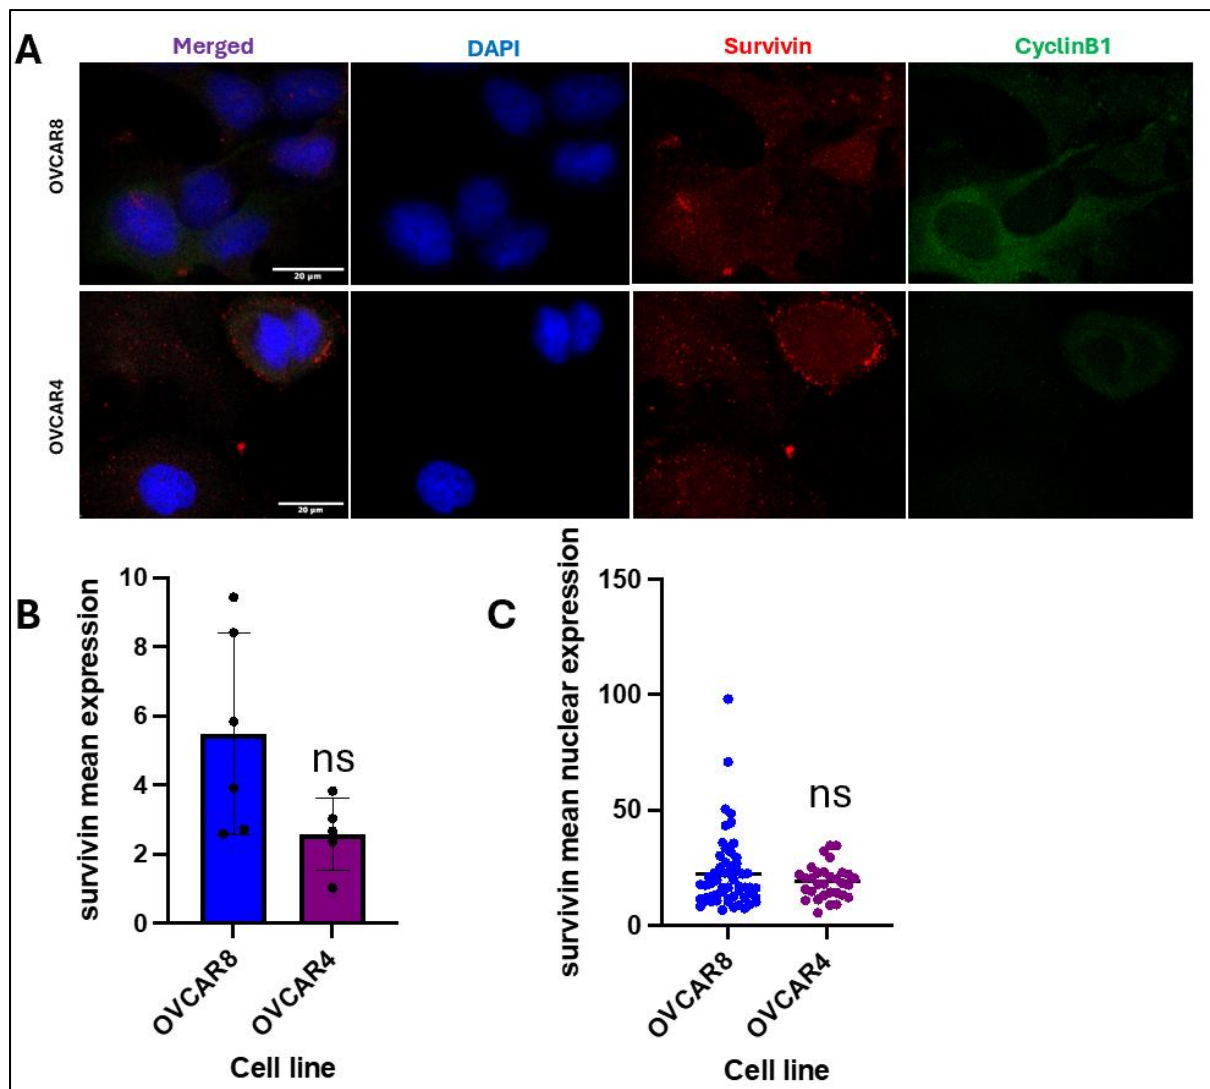 A
Merged
DAPI
Survivin
CyclinB1
OVCAR8
20 µm
OVCAR4
20 µm
B
survivin mean expression
10
8
6
4
2
0
ns
OVCAR8
OVCAR4
Cell line
C
survivin mean nuclear expression
150
100
50
0
ns
OVCAR8
OVCAR4
Cell line